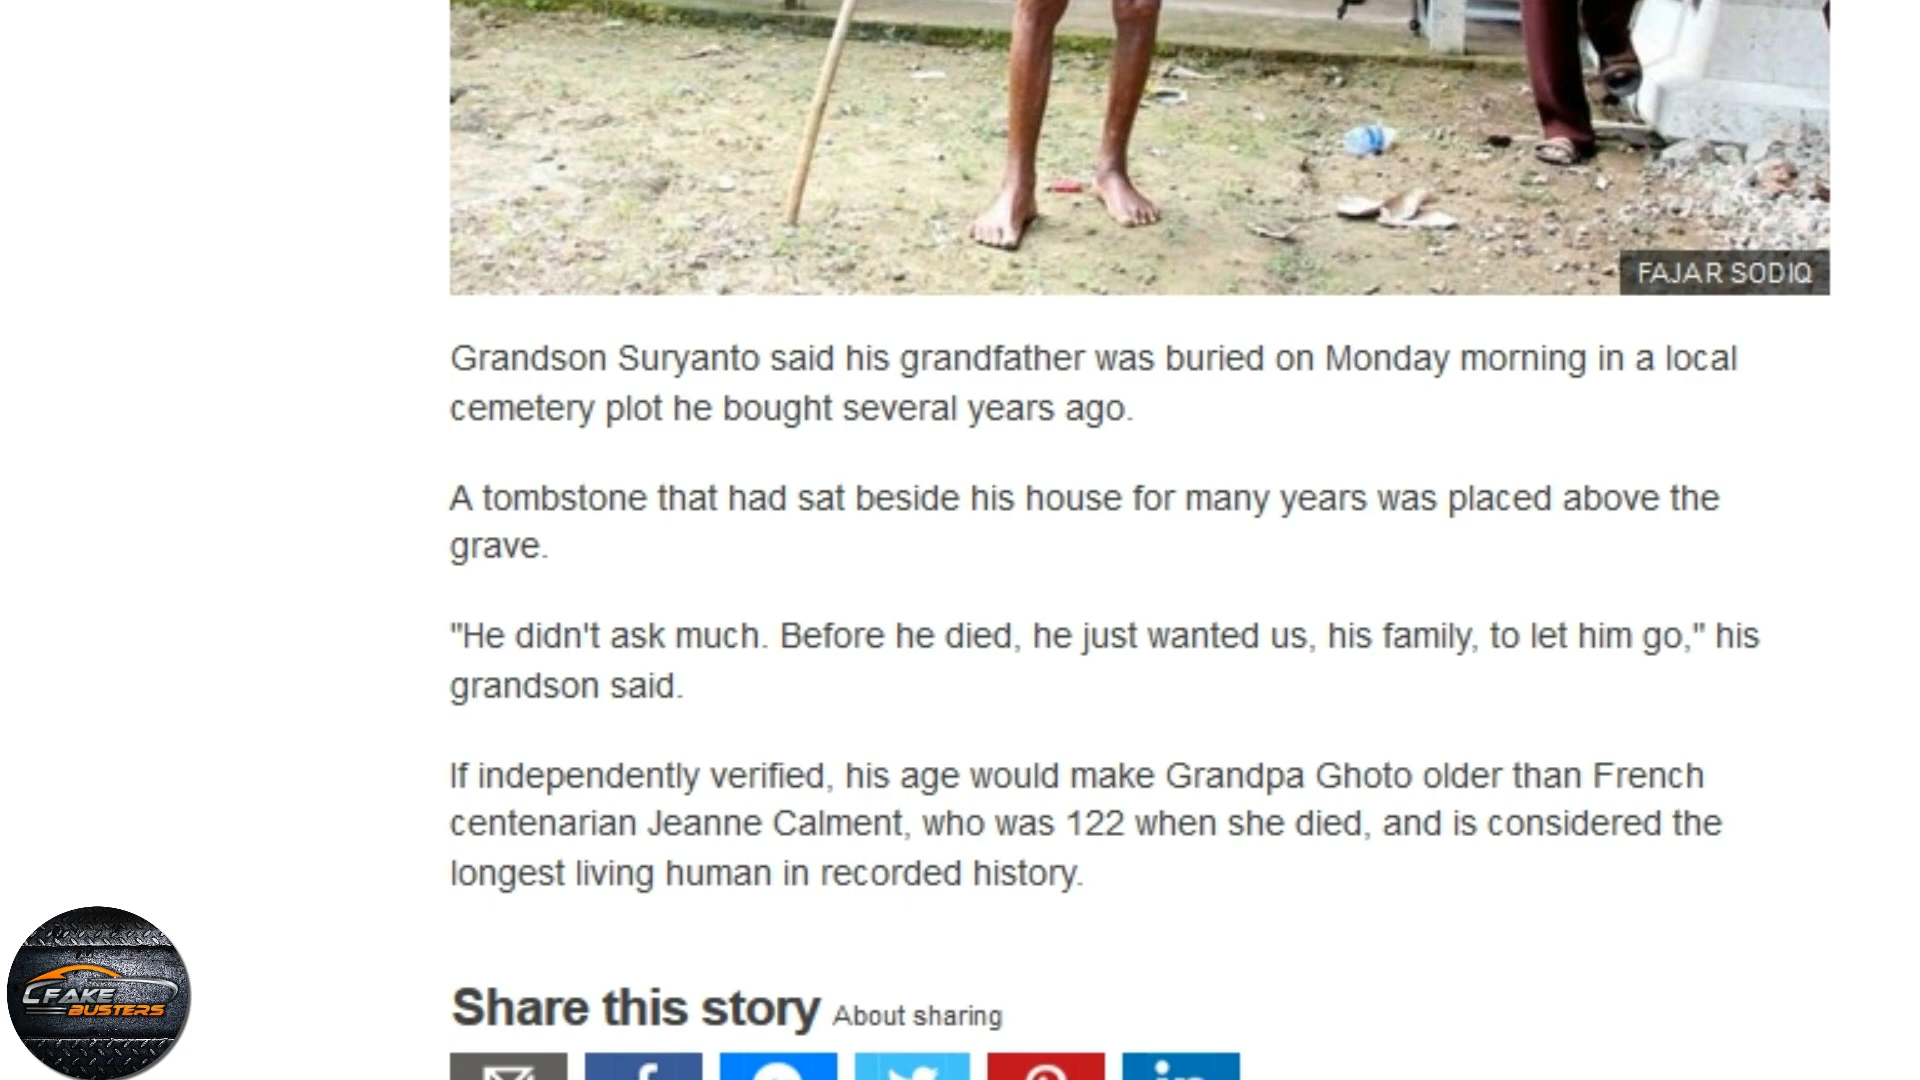 FAJAR SODIQ
Grandson Suryanto said his grandfather was buried on Monday morning in a local
cemetery plot he bought several years ago.
A tombstone that had sat beside his house for many years was placed above the
grave.
"He didn't ask much. Before he died, he just wanted us, his family, to let him go," his
grandson said.
If independently verified, his age would make Grandpa Ghoto older than French
centenarian Jeanne Calment, who was 122 when she died, and is considered the
longest living human in recorded history.
Share this story About sharing
FAKE
BUSTERS